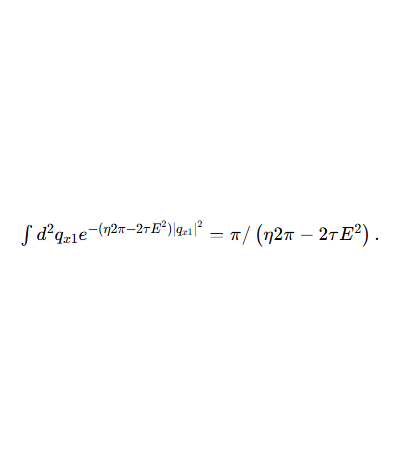 ∫ d²q_{x1}e^{−(η2π−2τE²)|q_{x1}|²} = π/ (η2π − 2τE²) .